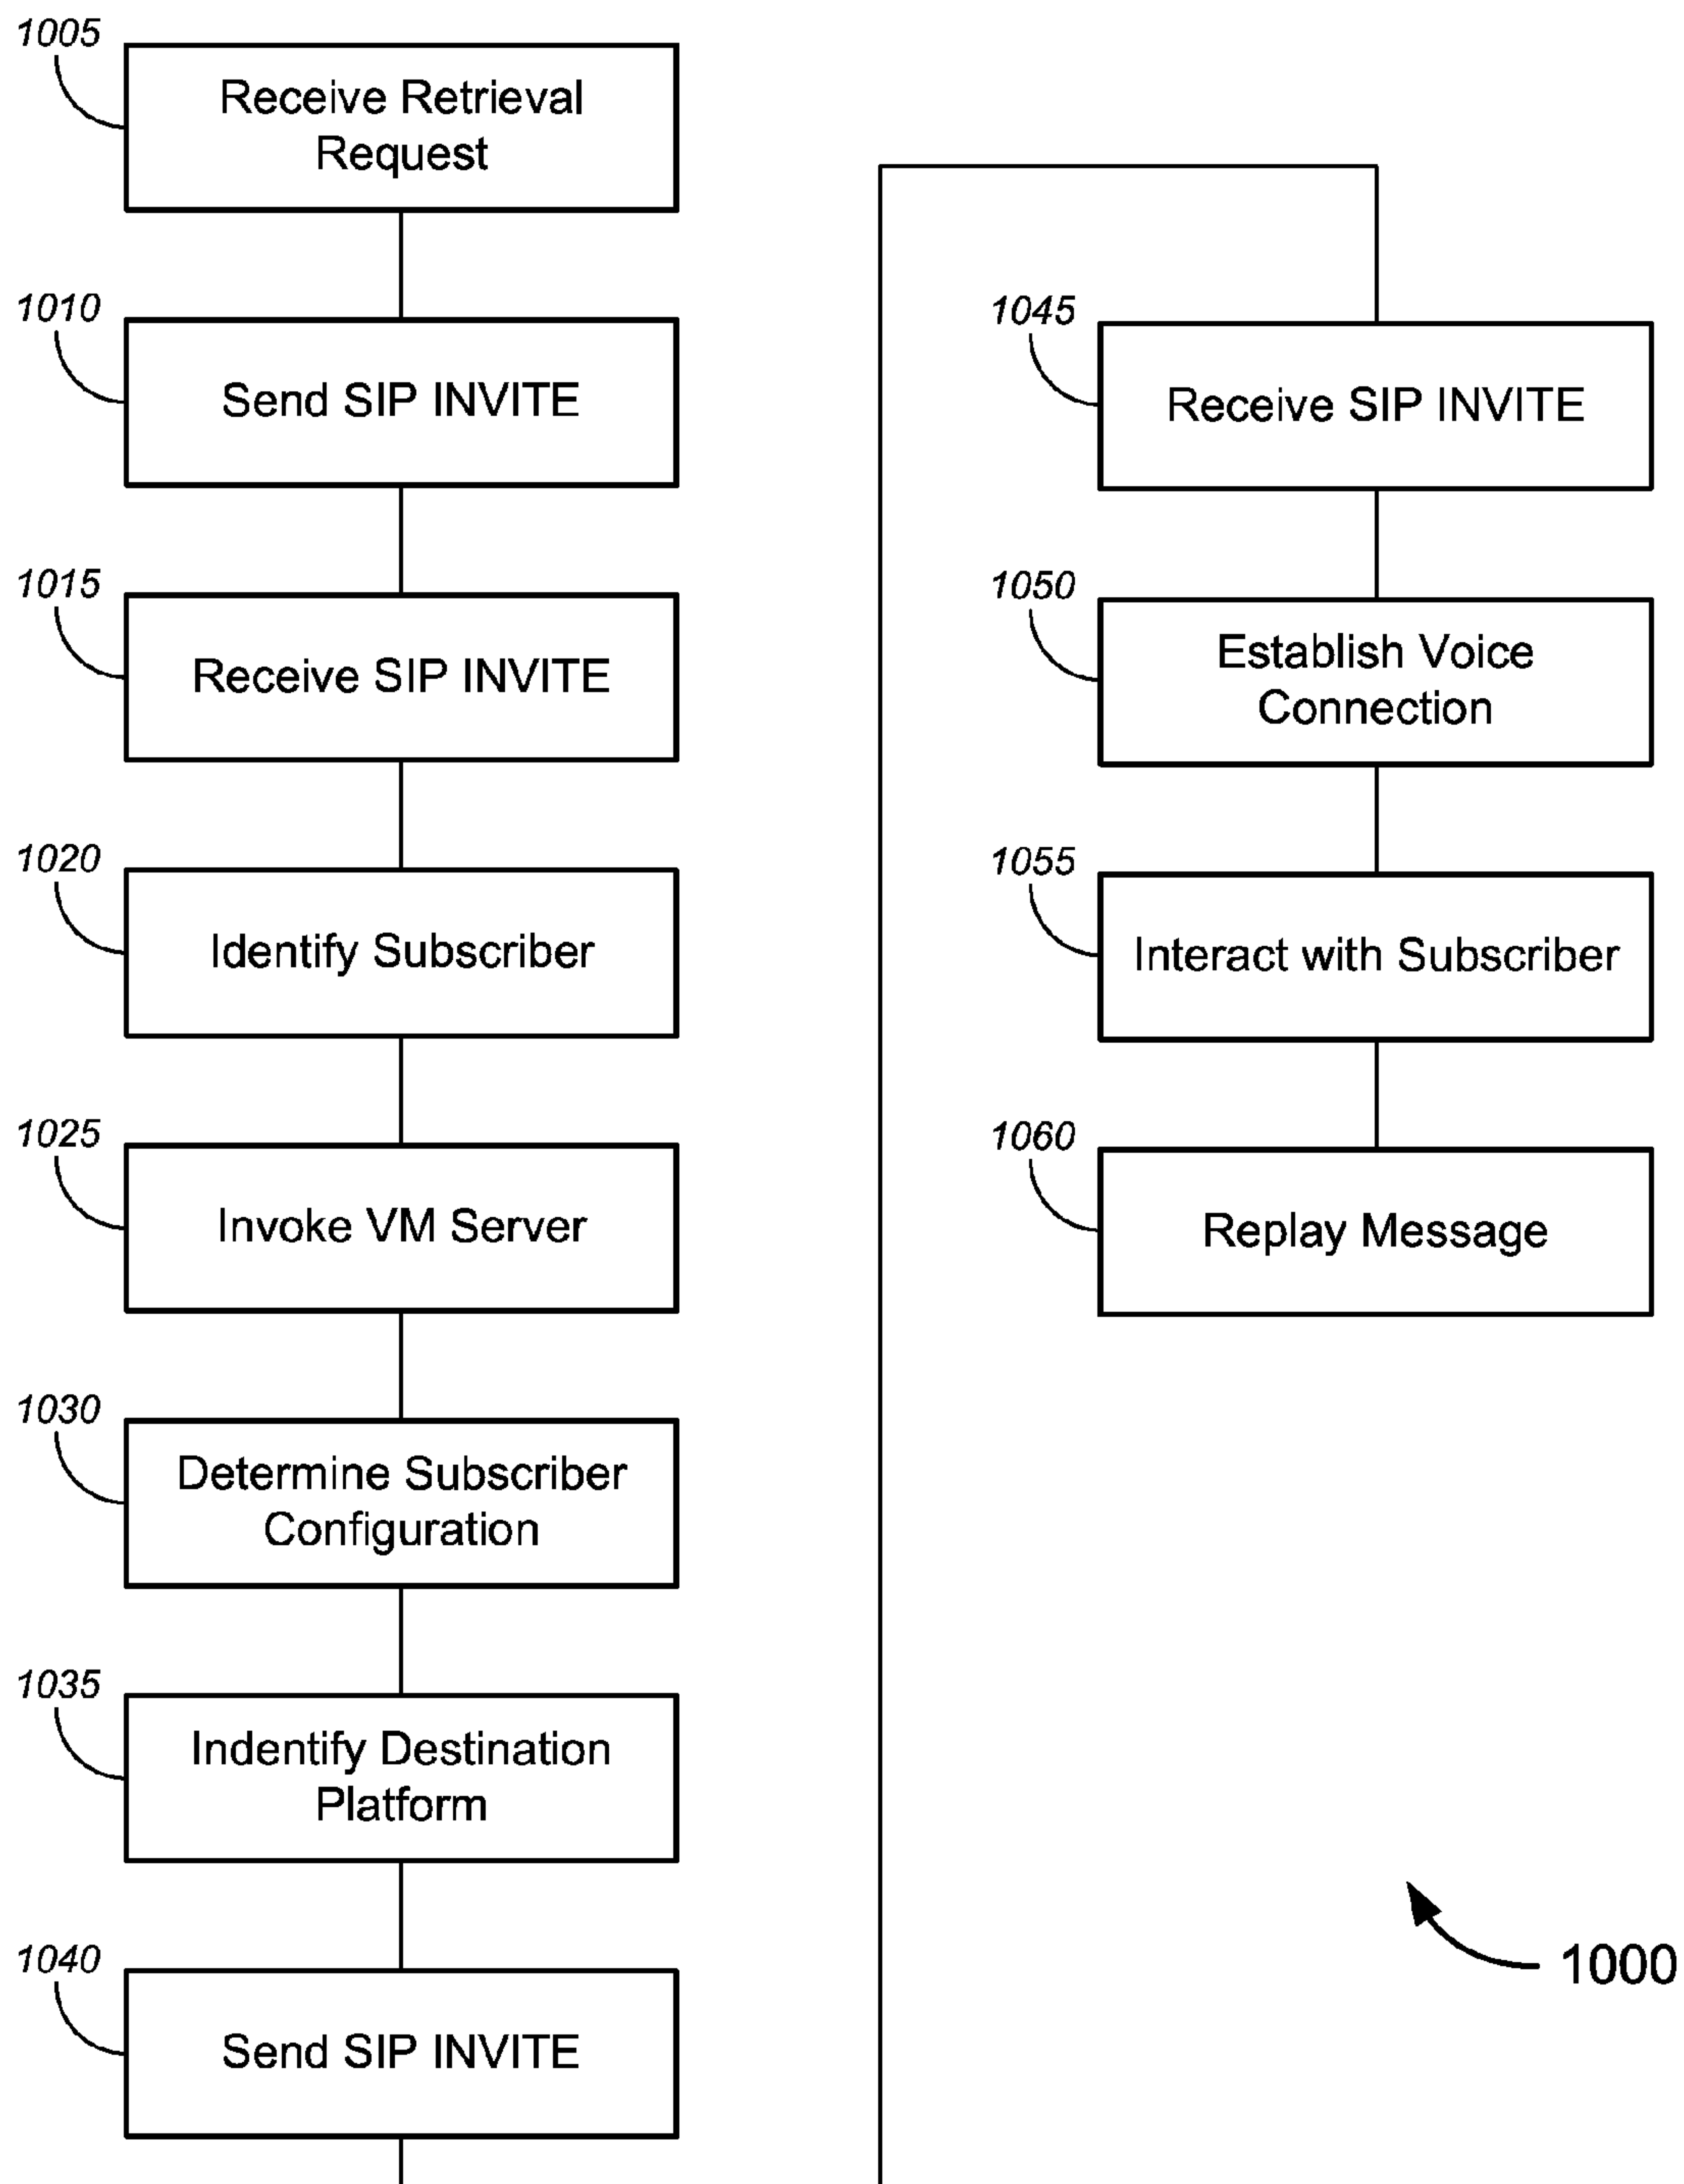 1005
Receive Retrieval
Request
1010
Send SIP INVITE
1015
Receive SIP INVITE
1020
Identify Subscriber
1025
Invoke VM Server
1030
Determine Subscriber
Configuration
1035
Indentify Destination
Platform
1040
Send SIP INVITE
1045
Receive SIP INVITE
1050
Establish Voice
Connection
1055
Interact with Subscriber
1060
Replay Message
1000